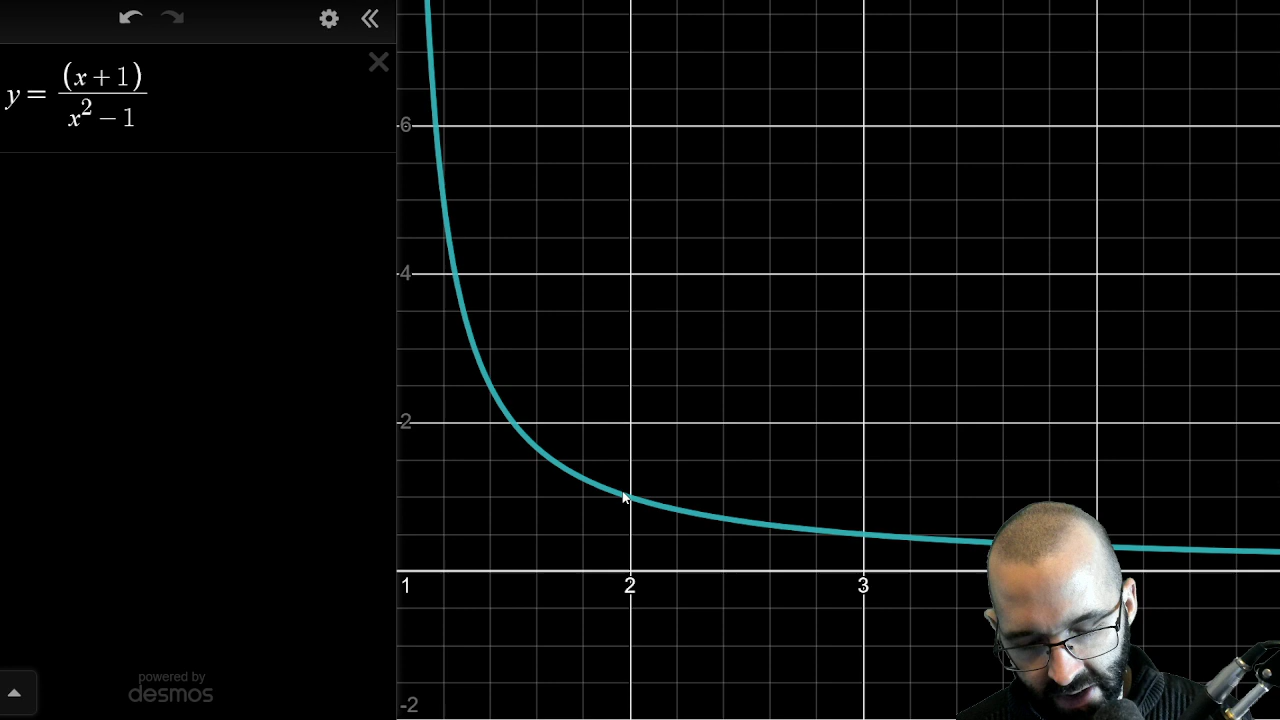 y = (x + 1) / x² − 1
6
4
2
1 2 3
-2
powered by
desmos